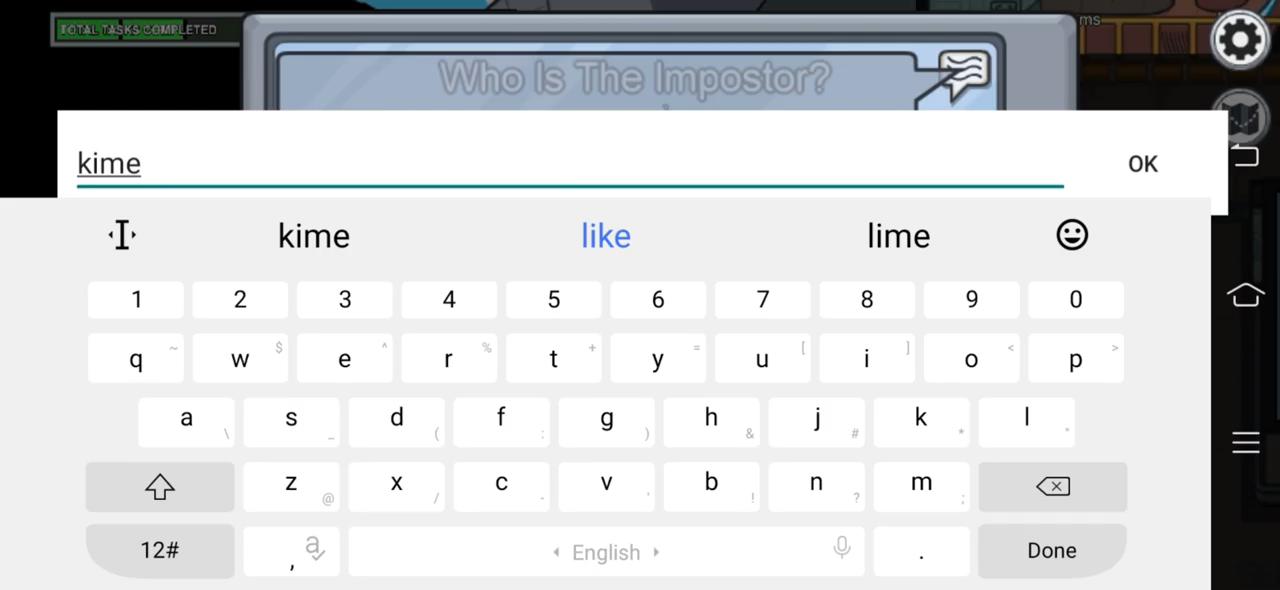 TOTAL TASKS COMPLETED
ms
Who Is The Impostor?
kime
OK
kime like lime
1 2 3 4 5 6 7 8 9 0
q ~ w $ e ^ r % t + y = u [ i ] o < p >
a \ s _ d ( f : g ) h & j # k * l "
z @ x / c - v ' b ! n ? m ;
12# , a English . Done